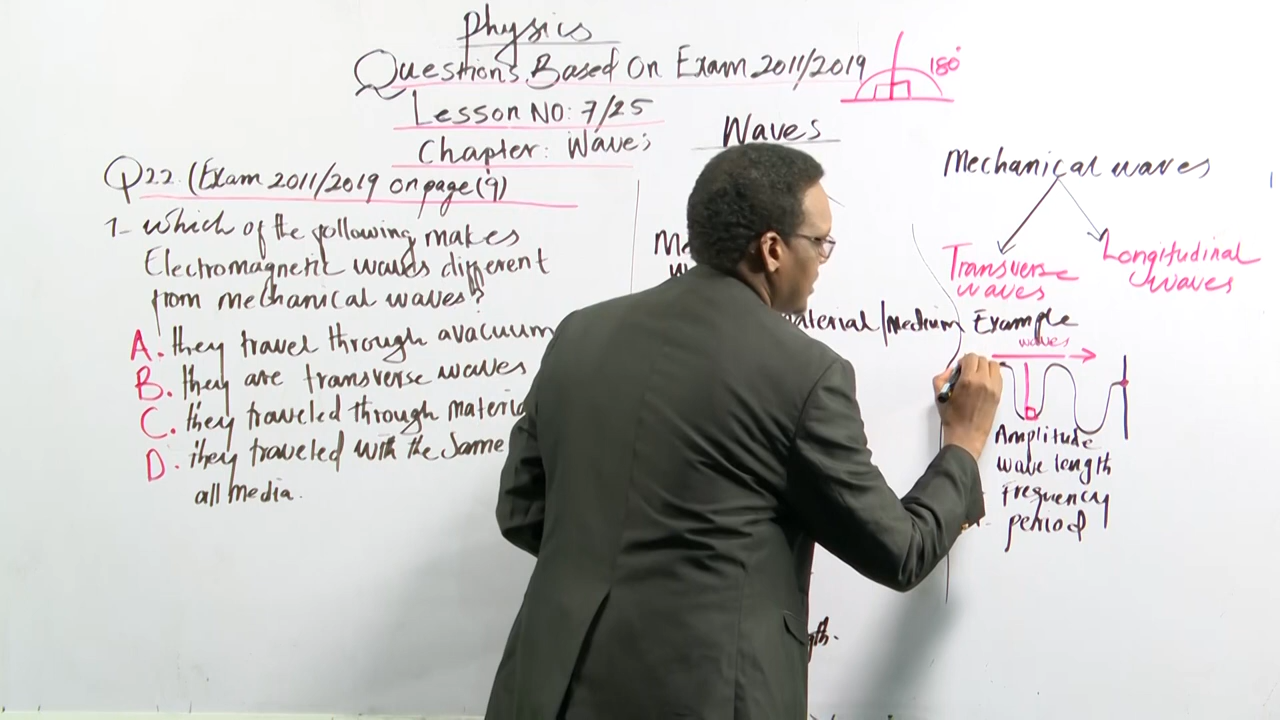 Physics
Questions Based On Exam 2011/2019
180°
Lesson NO: 7/25
Chapter: Waves
Q22. (Exam 2011/2019 on page (9)
1- which of the following makes
Electromagnetic waves different
from mechanical waves?
A. they travel through avacuum
B. they are transverse waves
C. they traveled through
D. they traveled with the Same
all media.
Waves
material/medium
Mechanical waves
Transverse
waves
Longitudinal
waves
Example
waves
Amplitude
wave length
frequency
period